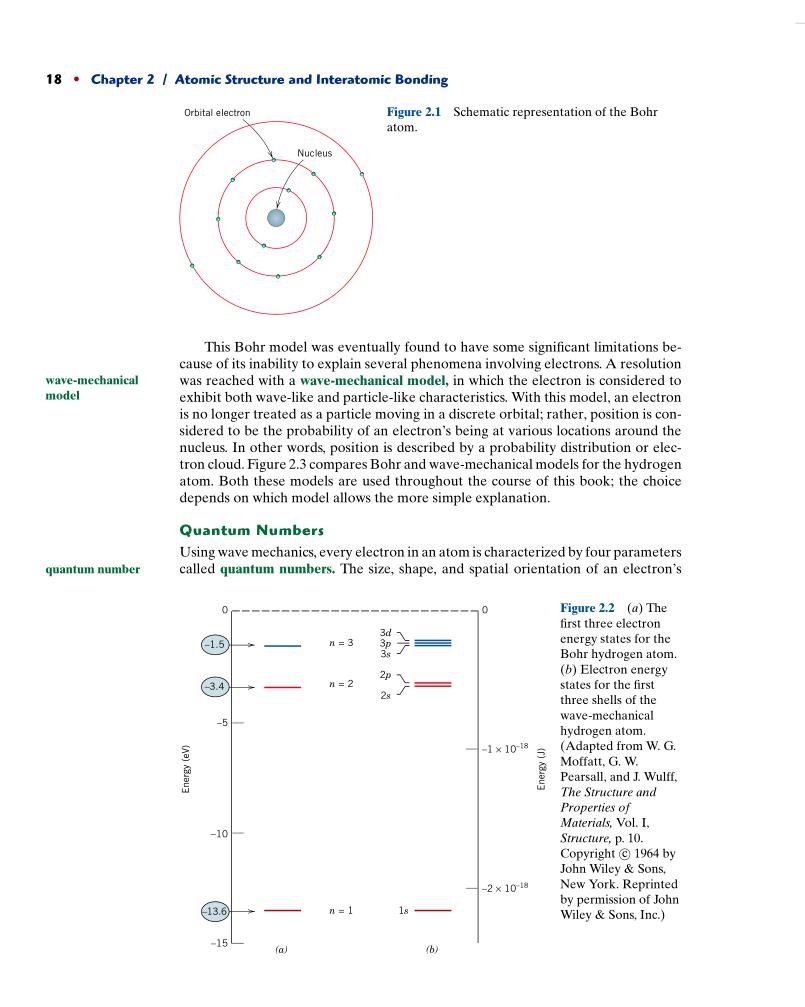 18 • Chapter 2 / Atomic Structure and Interatomic Bonding
Orbital electron
Nucleus
Figure 2.1 Schematic representation of the Bohr
atom.
This Bohr model was eventually found to have some significant limitations be-
cause of its inability to explain several phenomena involving electrons. A resolution
was reached with a wave-mechanical model, in which the electron is considered to
exhibit both wave-like and particle-like characteristics. With this model, an electron
is no longer treated as a particle moving in a discrete orbital; rather, position is con-
sidered to be the probability of an electron's being at various locations around the
nucleus. In other words, position is described by a probability distribution or elec-
tron cloud. Figure 2.3 compares Bohr and wave-mechanical models for the hydrogen
atom. Both these models are used throughout the course of this book; the choice
depends on which model allows the more simple explanation.
wave-mechanical
model
Quantum Numbers
Using wave mechanics, every electron in an atom is characterized by four parameters
called quantum numbers. The size, shape, and spatial orientation of an electron's
quantum number
0
–1.5
–3.4
–5
–10
–13.6
–15
Energy (eV)
n = 3
n = 2
n = 1
(a)
3d
3p
3s
2p
2s
1s
(b)
0
–1 × 10⁻¹⁸
–2 × 10⁻¹⁸
Energy (J)
Figure 2.2 (a) The
first three electron
energy states for the
Bohr hydrogen atom.
(b) Electron energy
states for the first
three shells of the
wave-mechanical
hydrogen atom.
(Adapted from W. G.
Moffatt, G. W.
Pearsall, and J. Wulff,
The Structure and
Properties of
Materials, Vol. I,
Structure, p. 10.
Copyright © 1964 by
John Wiley & Sons,
New York. Reprinted
by permission of John
Wiley & Sons, Inc.)